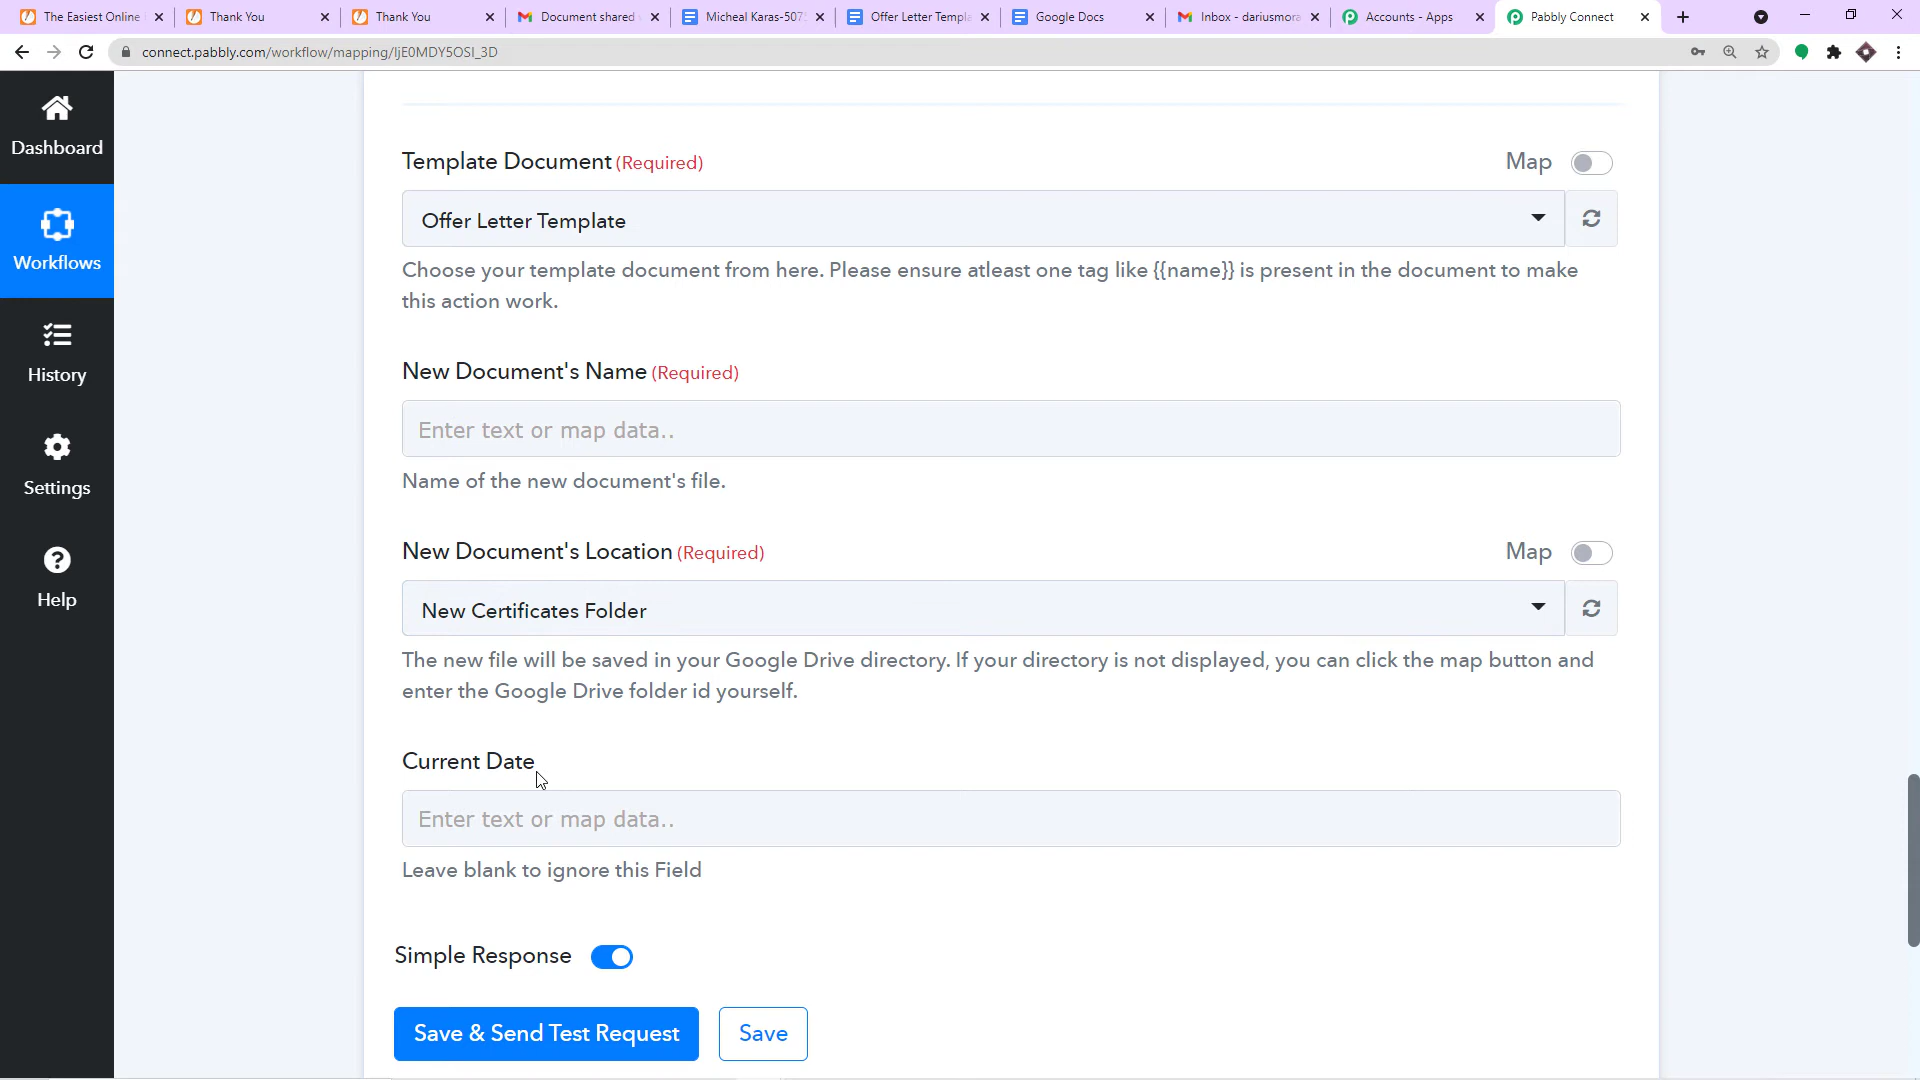 The Easiest Online
Thank You
Thank You
Document shared
Micheal Karas-507
Offer Letter Templa
Google Docs
Inbox - dariusmora
Accounts - Apps
Pabbly Connect
connect.pabbly.com/workflow/mapping/IjE0MDY5OSI_3D
Dashboard
Workflows
History
Settings
Help
Template Document (Required)
Map
Offer Letter Template
Choose your template document from here. Please ensure atleast one tag like {{name}} is present in the document to make
this action work.
New Document's Name (Required)
Enter text or map data..
Name of the new document's file.
New Document's Location (Required)
Map
New Certificates Folder
The new file will be saved in your Google Drive directory. If your directory is not displayed, you can click the map button and
enter the Google Drive folder id yourself.
Current Date
Enter text or map data..
Leave blank to ignore this Field
Simple Response
Save & Send Test Request
Save